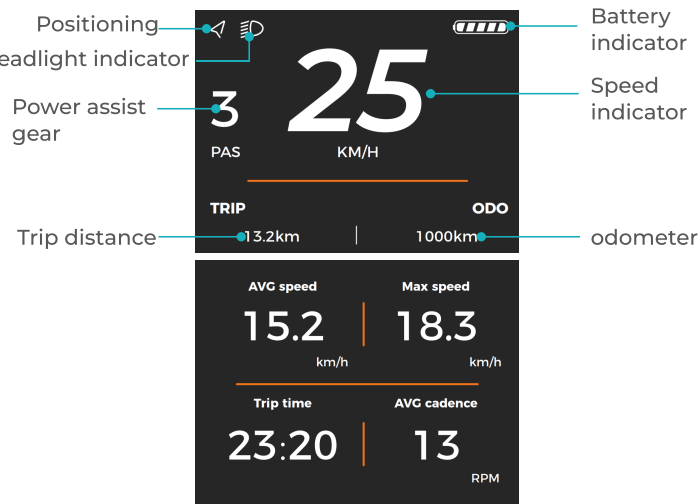 Positioning
eadlight indicator
Power assist
gear
Trip distance
3
PAS
25
KM/H
TRIP
ODO
13.2km
1000km
Battery
indicator
Speed
indicator
odometer
AVG speed
Max speed
15.2
18.3
km/h
km/h
Trip time
AVG cadence
23:20
13
RPM